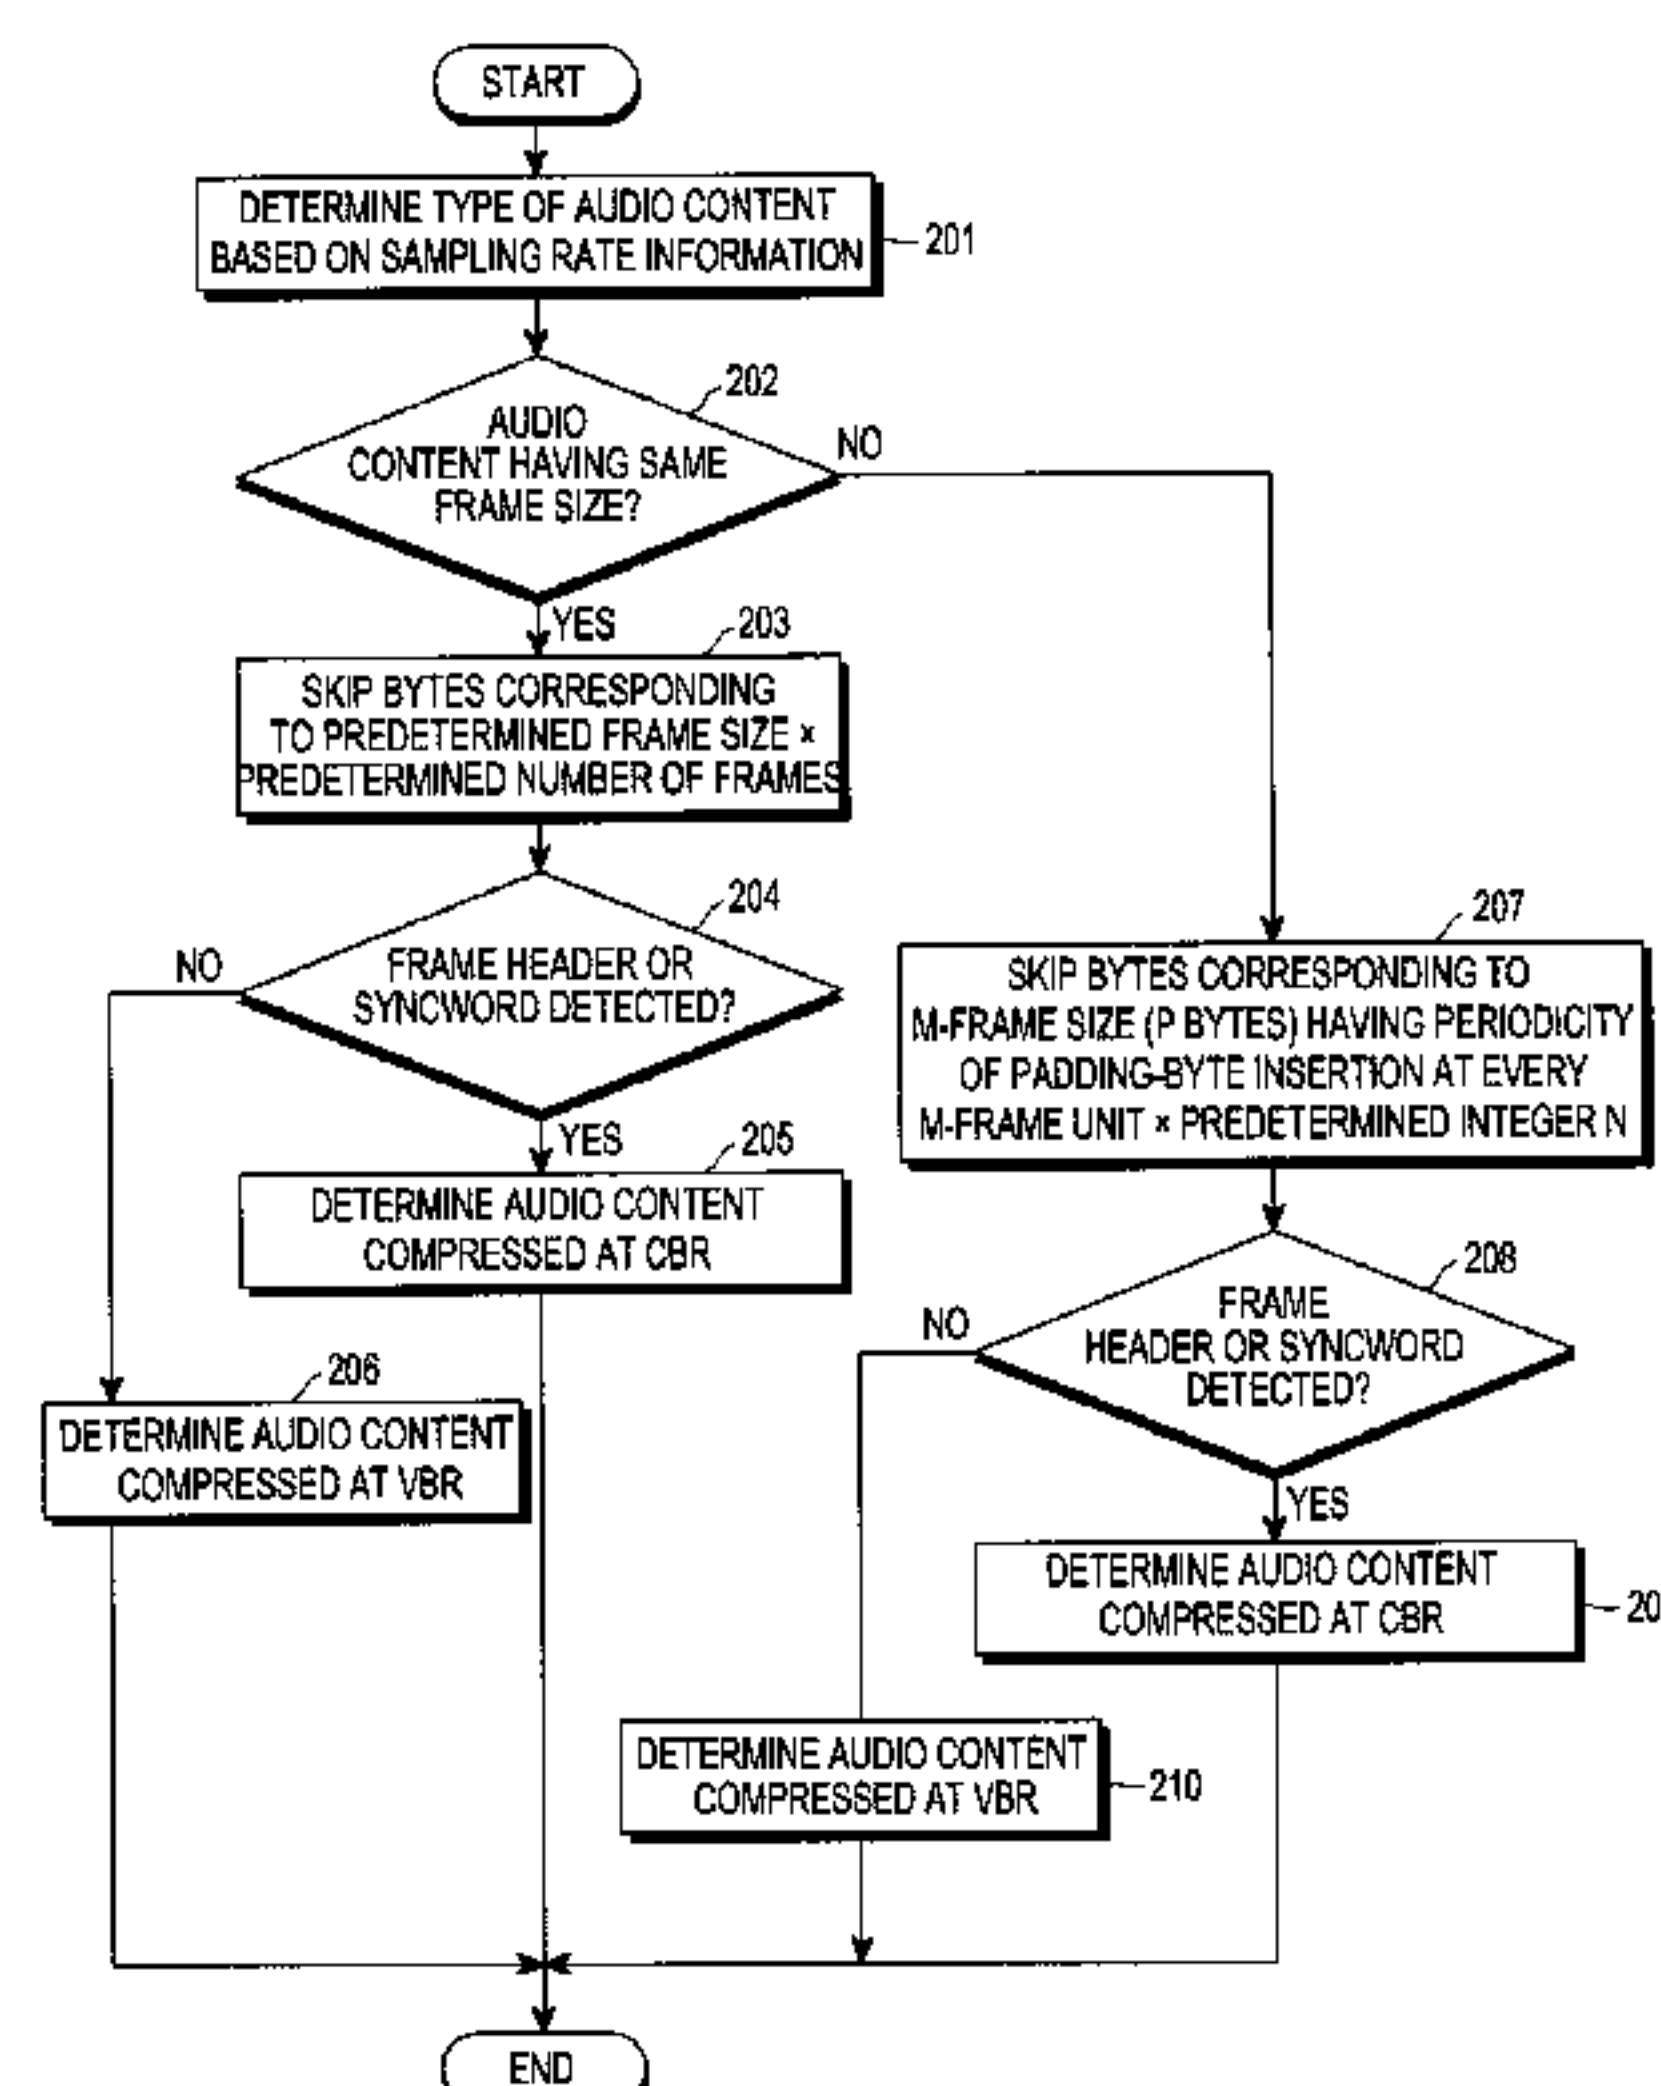 START
DETERMINE TYPE OF AUDIO CONTENT
BASED ON SAMPLING RATE INFORMATION
201
202
AUDIO
CONTENT HAVING SAME
FRAME SIZE?
NO
YES
203
SKIP BYTES CORRESPONDING
TO PREDETERMINED FRAME SIZE ×
PREDETERMINED NUMBER OF FRAMES
204
NO
FRAME HEADER OR
SYNCWORD DETECTED?
YES
205
DETERMINE AUDIO CONTENT
COMPRESSED AT CBR
206
DETERMINE AUDIO CONTENT
COMPRESSED AT VBR
207
SKIP BYTES CORRESPONDING TO
M-FRAME SIZE (P BYTES) HAVING PERIODICITY
OF PADDING-BYTE INSERTION AT EVERY
M-FRAME UNIT × PREDETERMINED INTEGER N
208
NO
FRAME
HEADER OR SYNCWORD
DETECTED?
YES
DETERMINE AUDIO CONTENT
COMPRESSED AT CBR
20
DETERMINE AUDIO CONTENT
COMPRESSED AT VBR
210
END